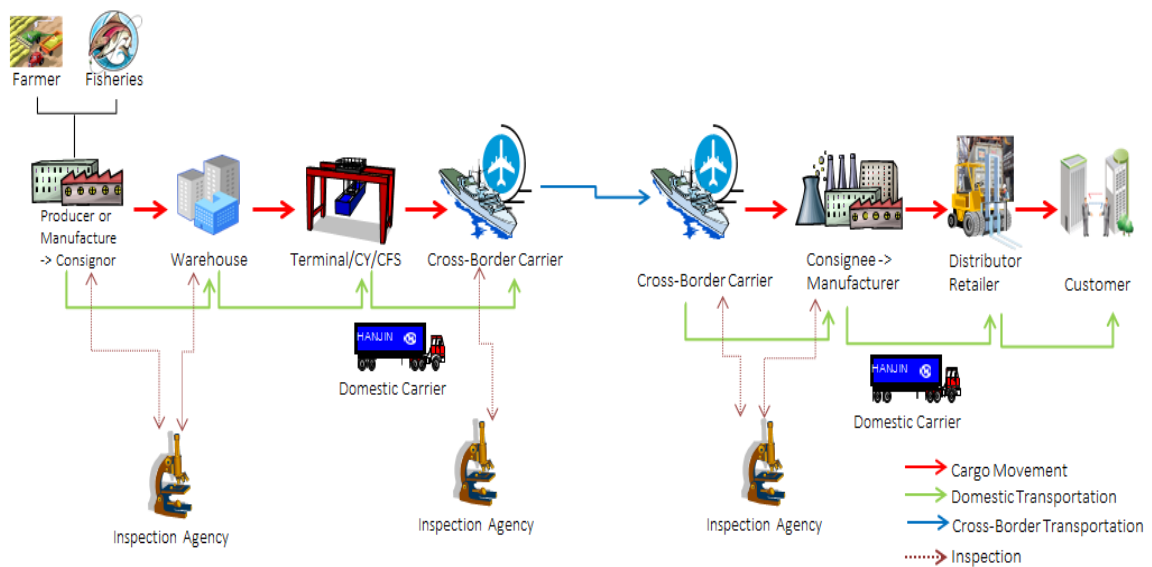 Farmer
Fisheries
Producer or
Manufacture
-> Consignor
Warehouse
Terminal/CY/CFS
Cross-Border Carrier
Cross-Border Carrier
Consignee ->
Manufacturer
Distributor
Retailer
Customer
HANJIN
Domestic Carrier
HANJIN
Domestic Carrier
Inspection Agency
Inspection Agency
Inspection Agency
Cargo Movement
Domestic Transportation
Cross-Border Transportation
Inspection